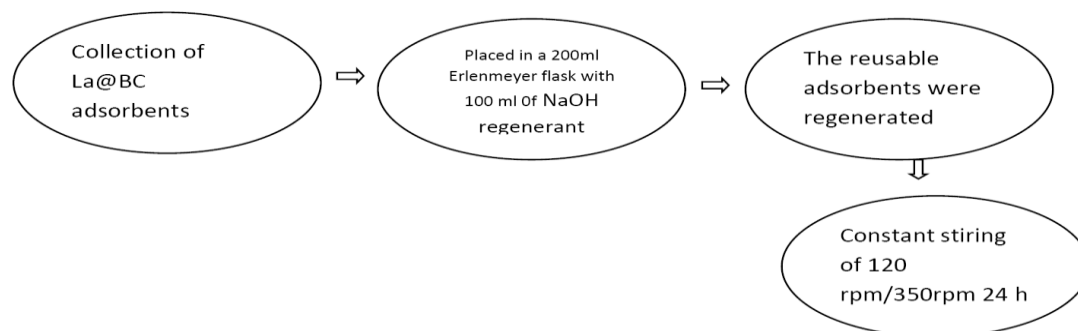 Collection of
La@BC
adsorbents
Placed in a 200ml
Erlenmeyer flask with
100 ml 0f NaOH
regenerant
The reusable
adsorbents were
regenerated
Constant stiring
of 120
rpm/350rpm 24 h